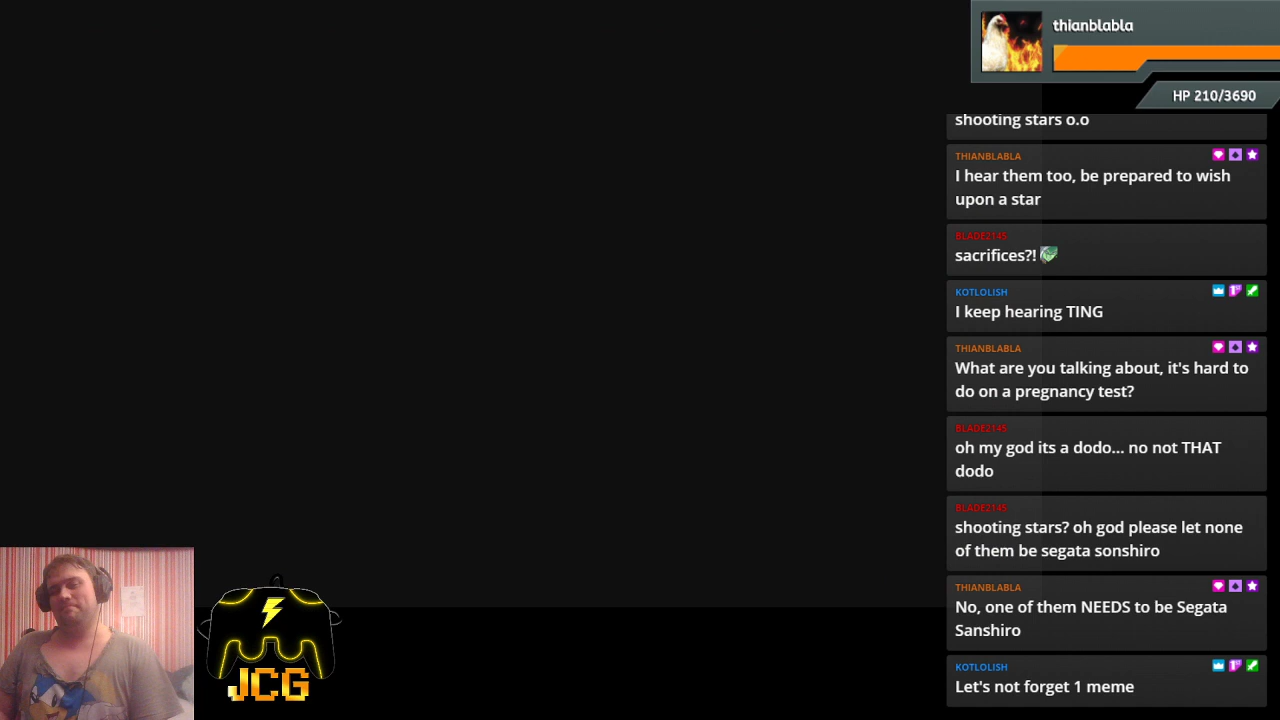 thianblabla
HP 210/3690
shooting stars o.o
THIANBLABLA
I hear them too, be prepared to wish
upon a star
BLADE2145
sacrifices?!
KOTLOLISH
I keep hearing TING
THIANBLABLA
What are you talking about, it's hard to
do on a pregnancy test?
BLADE2145
oh my god its a dodo... no not THAT
dodo
BLADE2145
shooting stars? oh god please let none
of them be segata sonshiro
THIANBLABLA
No, one of them NEEDS to be Segata
Sanshiro
KOTLOLISH
Let's not forget 1 meme
JCG